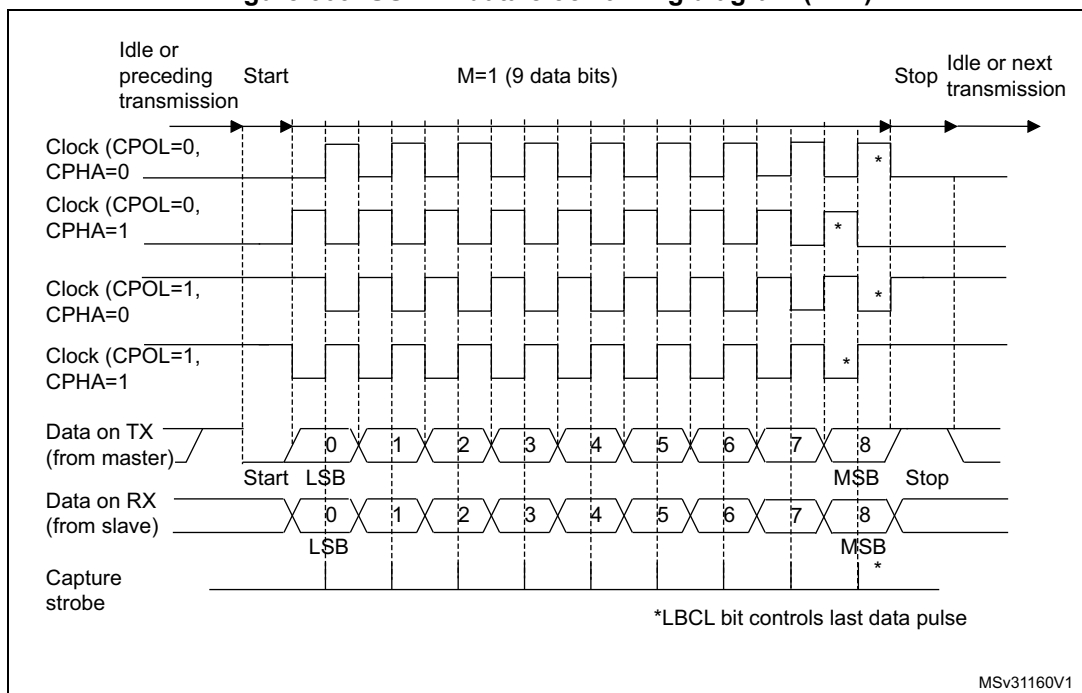 Idle or
preceding
transmission
Start
M=1 (9 data bits)
Stop
Idle or next
transmission
Clock (CPOL=0,
CPHA=0
*
Clock (CPOL=0,
CPHA=1
*
Clock (CPOL=1,
CPHA=0
*
Clock (CPOL=1,
CPHA=1
*
Data on TX
(from master)
0 1 2 3 4 5 6 7 8
Start LSB MSB Stop
Data on RX
(from slave)
0 1 2 3 4 5 6 7 8
LSB MSB
*
Capture
strobe
*LBCL bit controls last data pulse
MSv31160V1